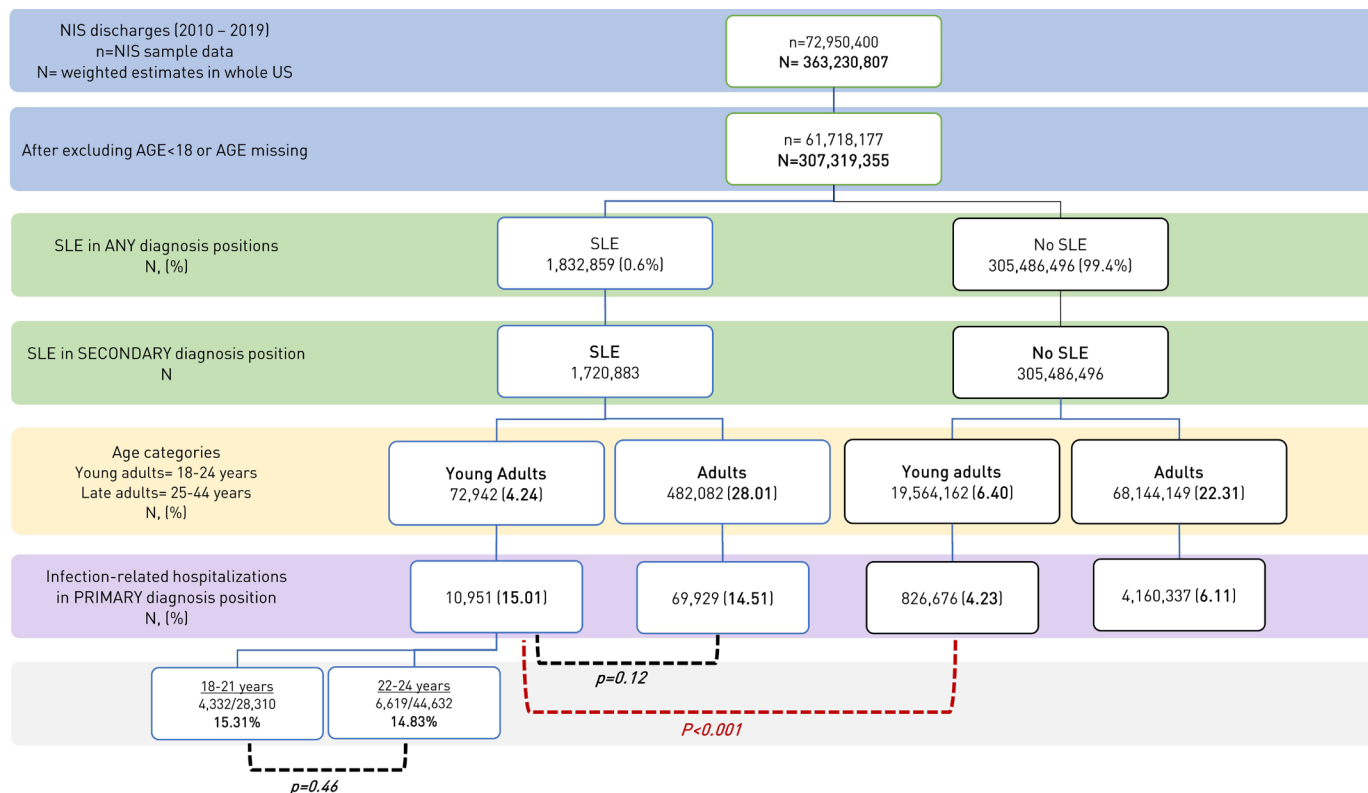 NIS discharges (2010 – 2019)
n=NIS sample data
N= weighted estimates in whole US
n=72,950,400
N= 363,230,807
After excluding AGE<18 or AGE missing
n= 61,718,177
N=307,319,355
SLE in ANY diagnosis positions
N, (%)
SLE
1,832,859 (0.6%)
No SLE
305,486,496 (99.4%)
SLE in SECONDARY diagnosis position
N
SLE
1,720,883
No SLE
305,486,496
Age categories
Young adults= 18-24 years
Late adults= 25-44 years
N, (%)
Young Adults
72,942 (4.24)
Adults
482,082 (28.01)
Young adults
19,564,162 (6.40)
Adults
68,144,149 (22.31)
Infection-related hospitalizations
in PRIMARY diagnosis position
N, (%)
10,951 (15.01)
69,929 (14.51)
826,676 (4.23)
4,160,337 (6.11)
18-21 years
4,332/28,310
15.31%
22-24 years
6,619/44,632
14.83%
p=0.12
P<0.001
p=0.46